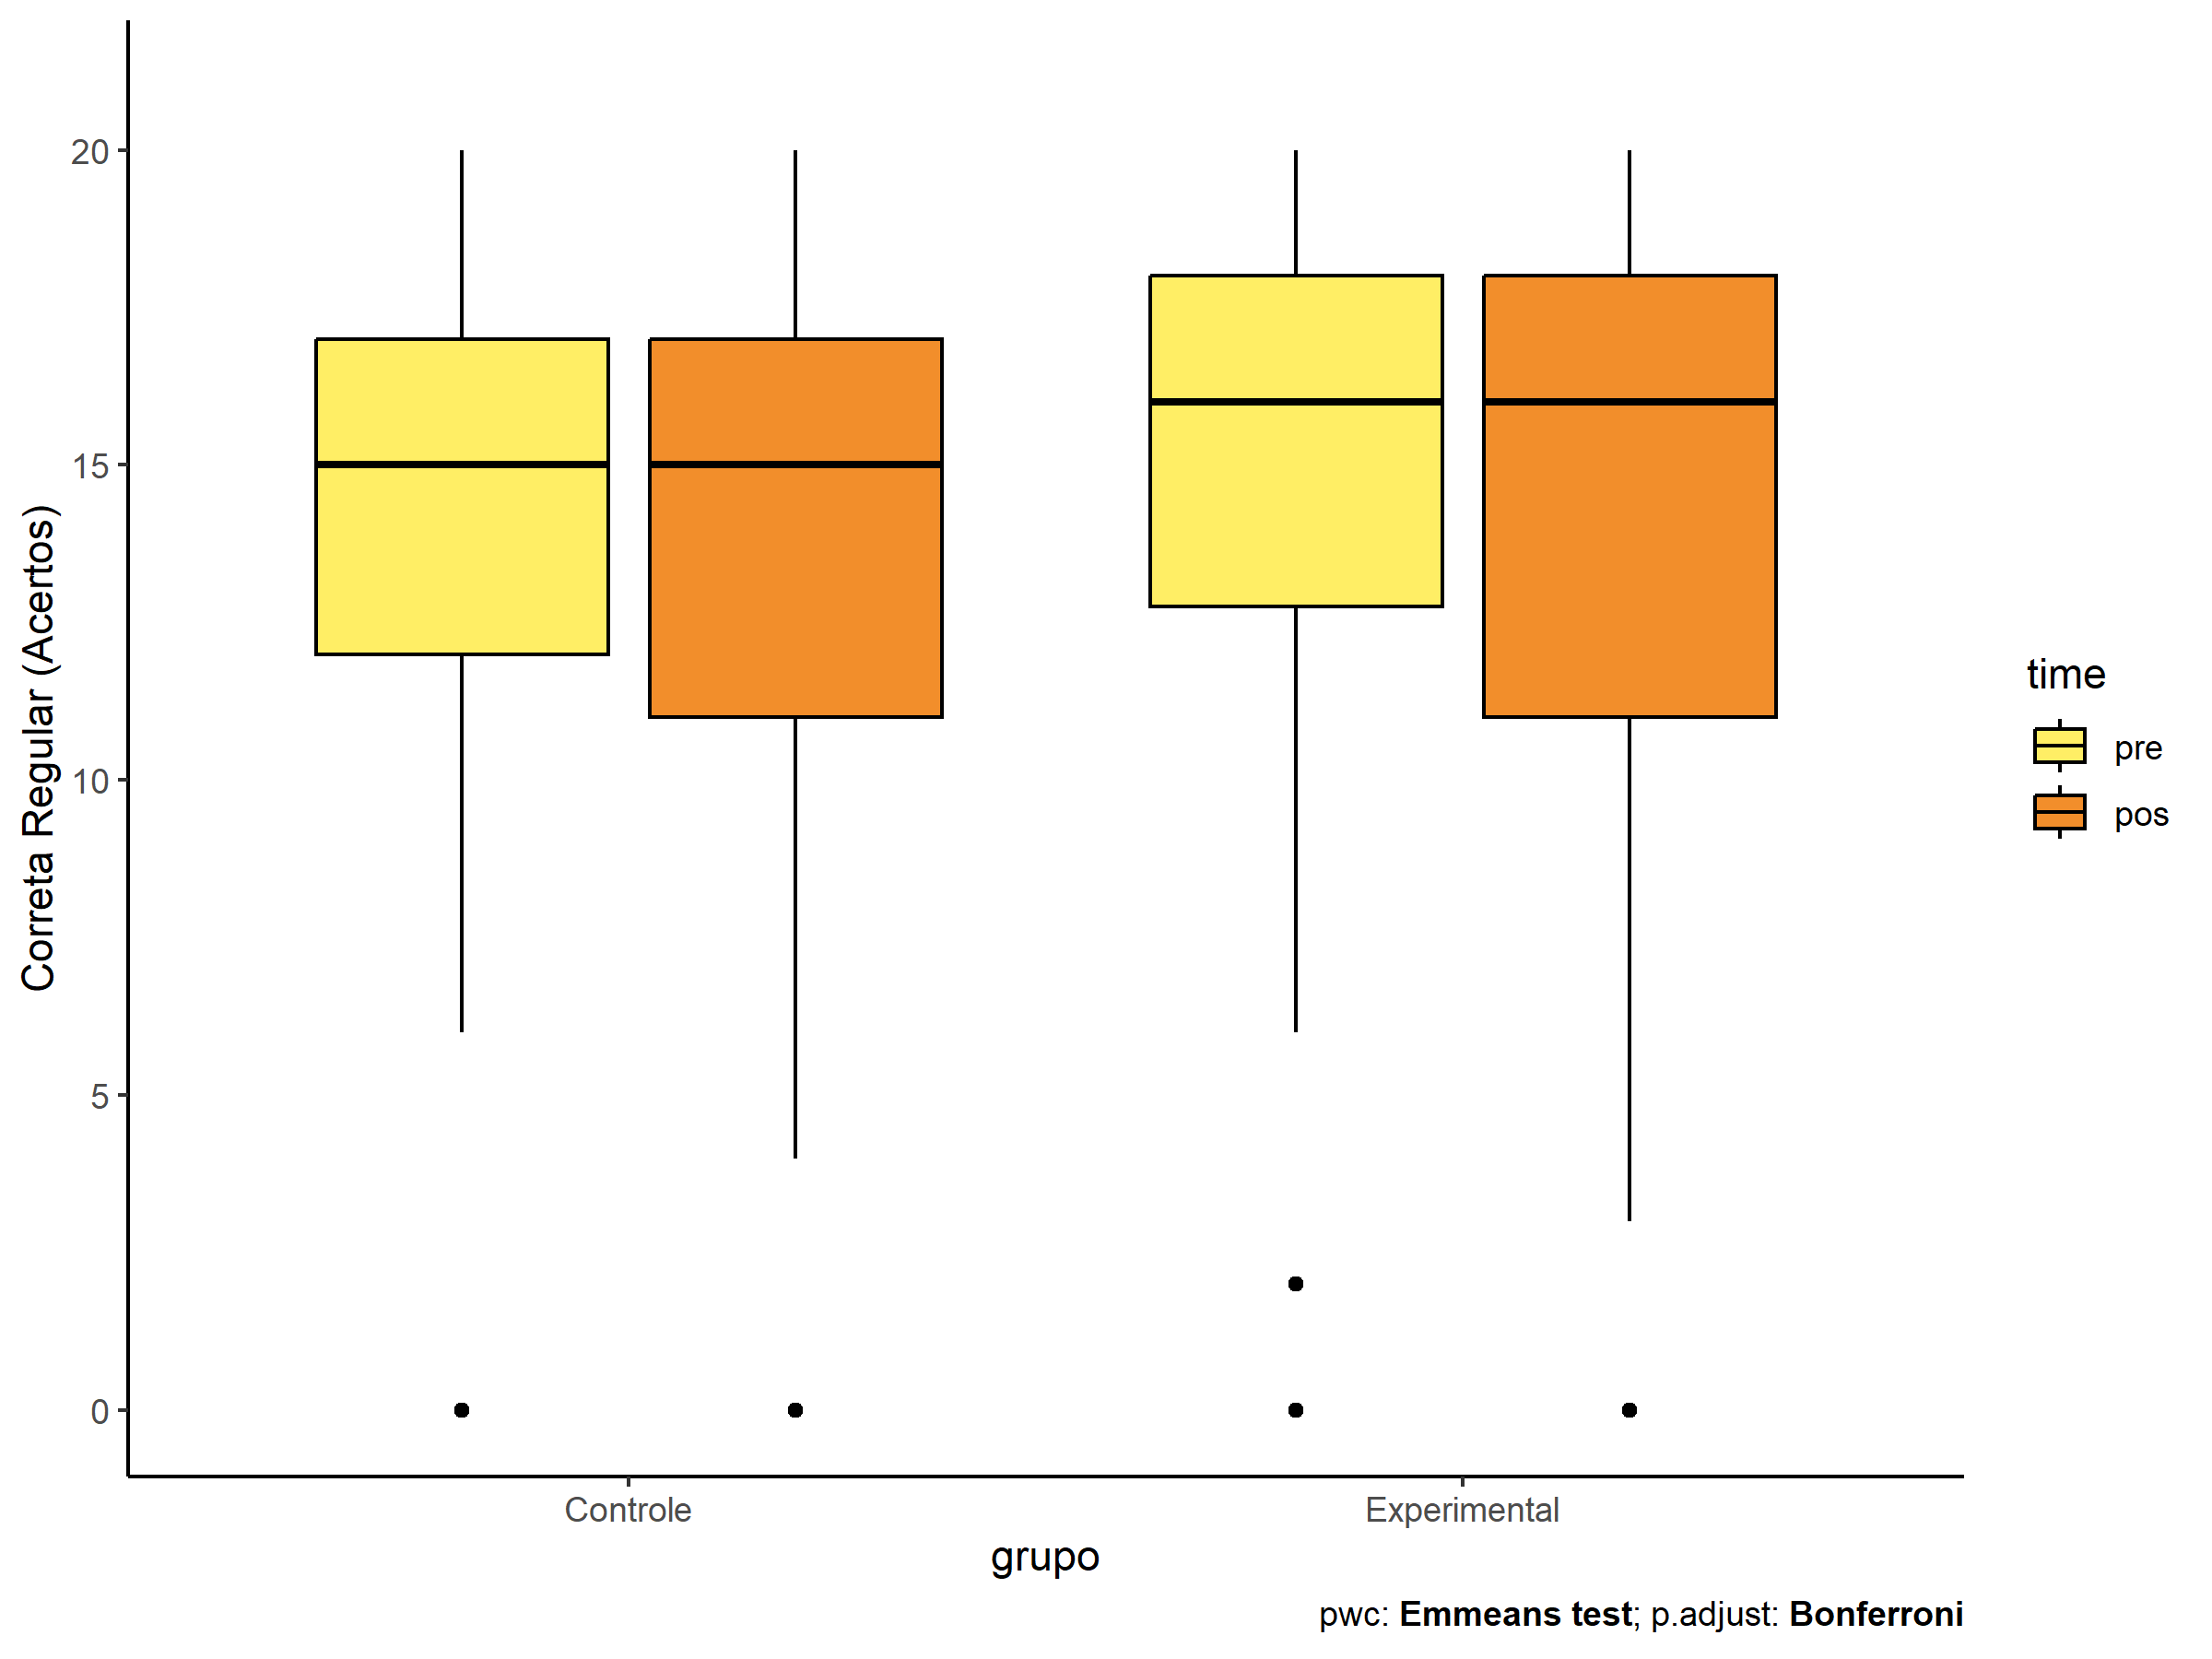 Correta Regular (Acertos)
20
15
10
5
0
Controle
Experimental
grupo
time
pre
pos
pwc: Emmeans test; p.adjust: Bonferroni